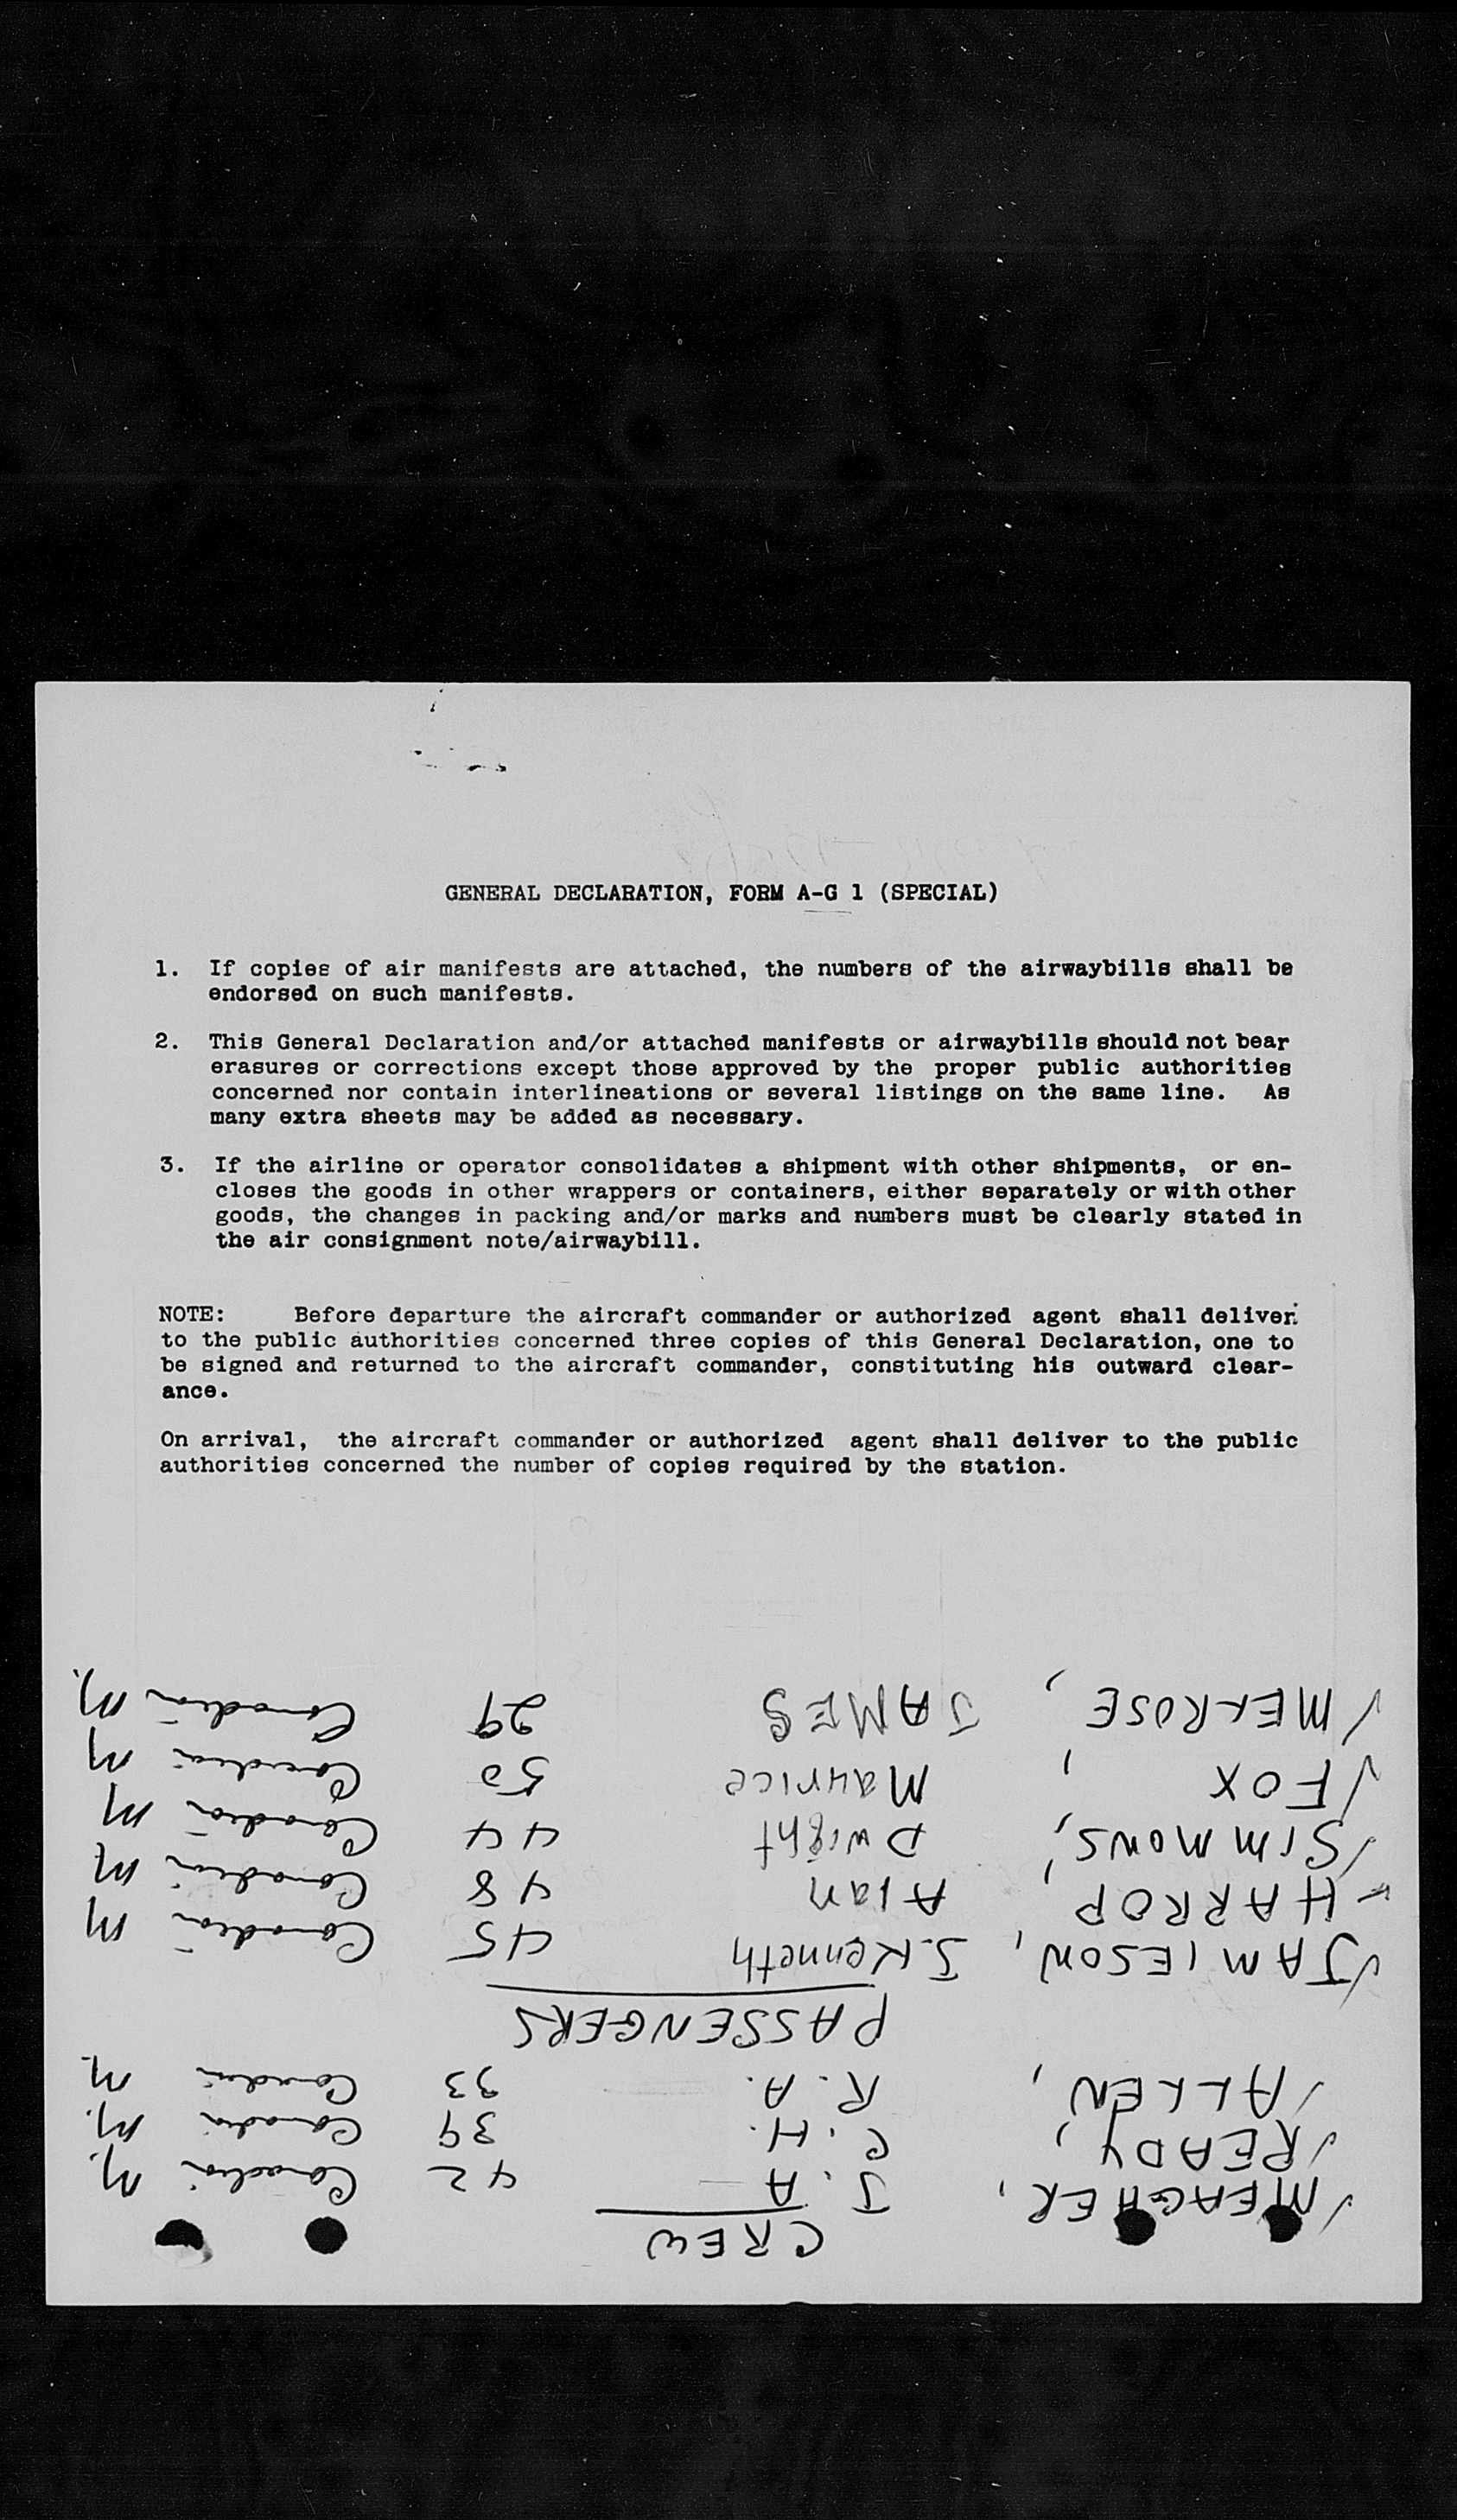 GENERAL DECLARATION, FORM A-G 1 (SPECIAL)
1. If copies of air manifests are attached, the numbers of the airwaybills shall be
endorsed on such manifests.
2. This General Declaration and/or attached manifests or airwaybills should not bear
erasures or corrections except those approved by the proper public authorities
concerned nor contain interlineations or several listings on the same line. As
many extra sheets may be added as necessary.
3. If the airline or operator consolidates a shipment with other shipments, or en-
closes the goods in other wrappers or containers, either separately or with other
goods, the changes in packing and/or marks and numbers must be clearly stated in
the air consignment note/airwaybill.
NOTE: Before departure the aircraft commander or authorized agent shall deliver
to the public authorities concerned three copies of this General Declaration, one to
be signed and returned to the aircraft commander, constituting his outward clear-
ance.
On arrival, the aircraft commander or authorized agent shall deliver to the public
authorities concerned the number of copies required by the station.
CREW
✓ MEAGHER, J. A 42 Canadian M.
✓ READY, C. H. 39 Canadian M.
✓ ALLEN, R. A. 33 Canadian M.
PASSENGERS
✓ JAMIESON, J. Kenneth 45 Canadian M
✓ HARROP, Alan 48 Canadian M
✓ SIMMONS, Dwight 44 Canadian M
✓ FOX, Maurice 50 Canadian M
✓ MELROSE, JAMES 29 Canadian M.